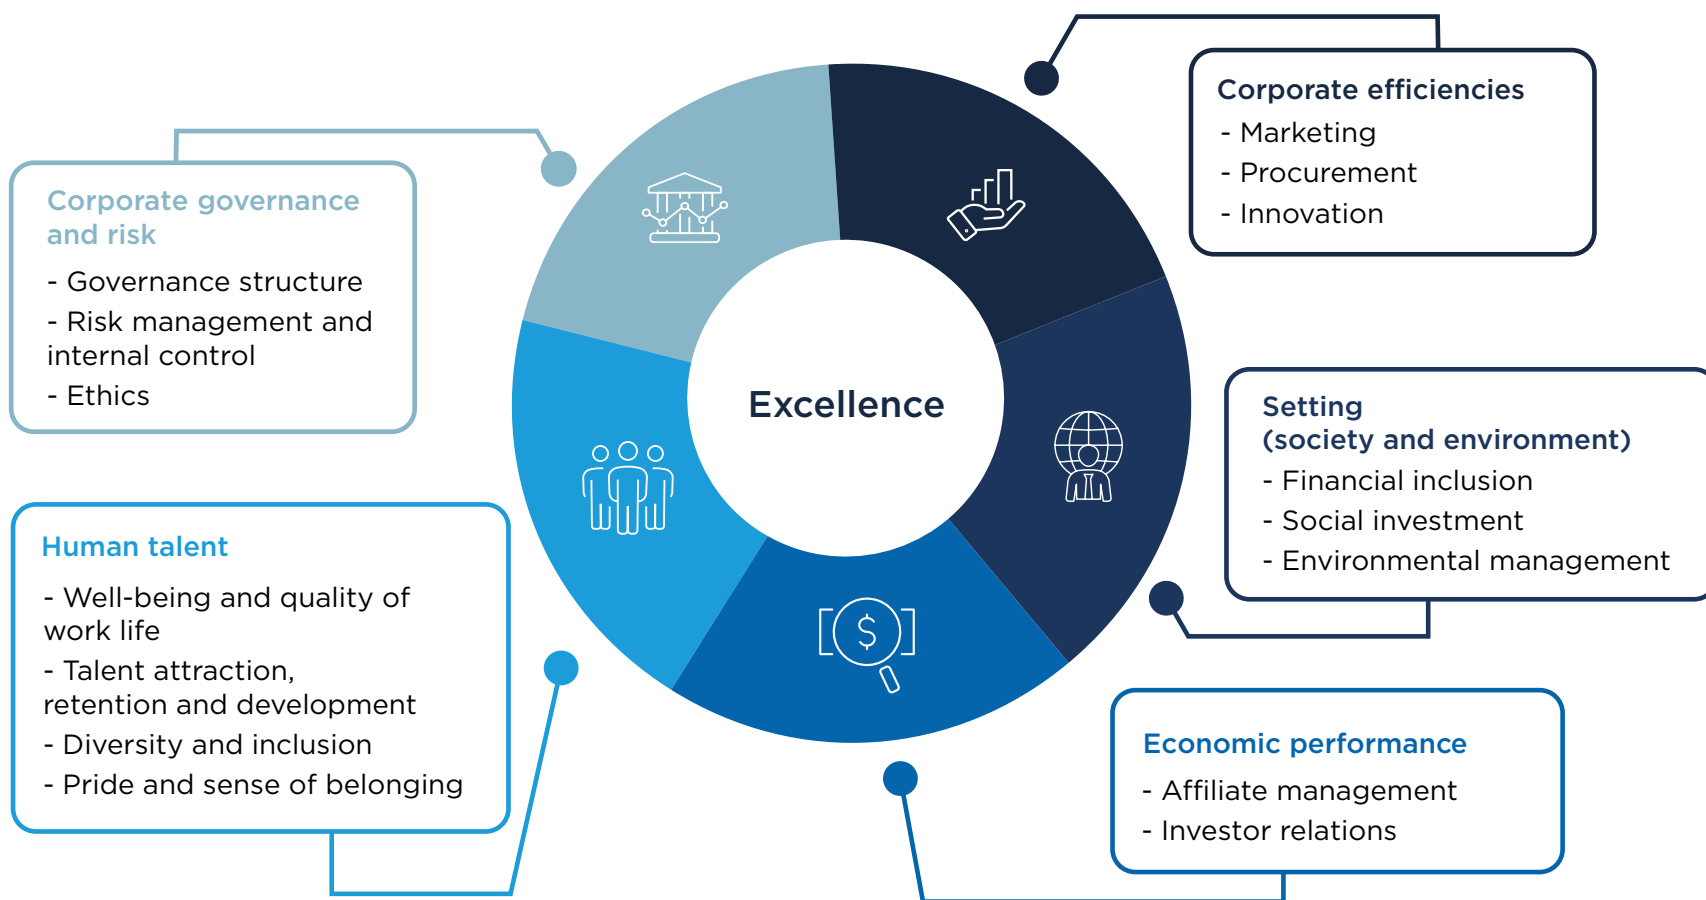 Corporate efficiencies
- Marketing
- Procurement
- Innovation
Corporate governance
and risk
- Governance structure
- Risk management and
internal control
- Ethics
Excellence
$
Setting
(society and environment)
- Financial inclusion
- Social investment
- Environmental management
Human talent
- Well-being and quality of
work life
- Talent attraction,
retention and development
- Diversity and inclusion
- Pride and sense of belonging
Economic performance
- Affiliate management
- Investor relations